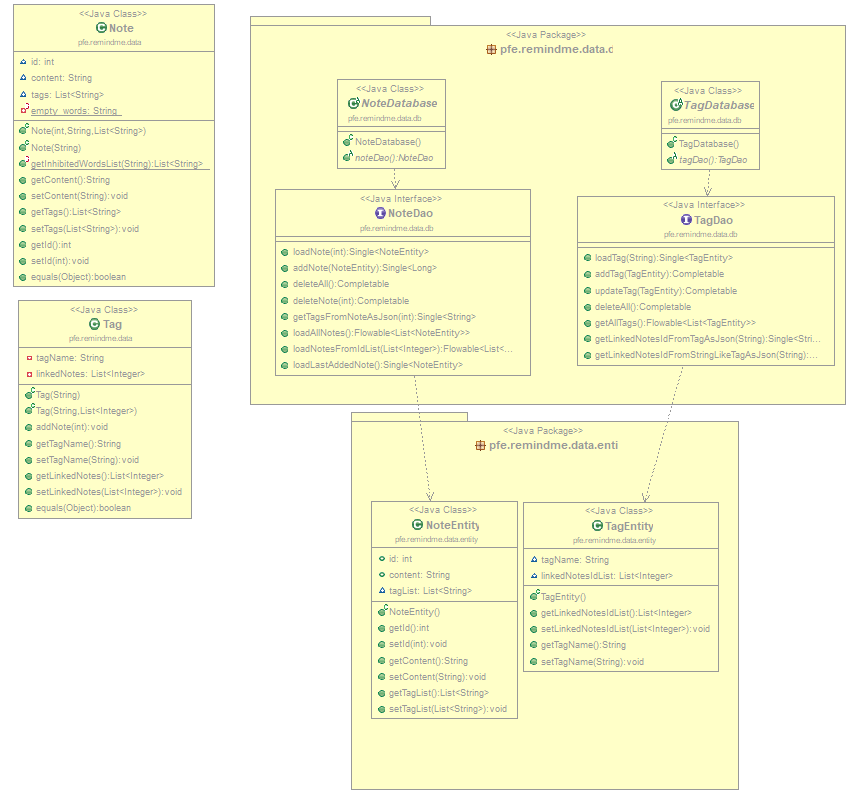 <<Java Class>>
Note
pfe.remindme.data
id: int
content: String
tags: List<String>
empty_words: String
Note(int,String,List<String>)
Note(String)
getInhibitedWordsList(String):List<String>
getContent():String
setContent(String):void
getTags():List<String>
setTags(List<String>):void
getId():int
setId(int):void
equals(Object):boolean
<<Java Class>>
Tag
pfe.remindme.data
tagName: String
linkedNotes: List<Integer>
Tag(String)
Tag(String,List<Integer>)
addNote(int):void
getTagName():String
setTagName(String):void
getLinkedNotes():List<Integer>
setLinkedNotes(List<Integer>):void
equals(Object):boolean
<<Java Package>>
pfe.remindme.data.d
<<Java Class>>
NoteDatabase
pfe.remindme.data.db
NoteDatabase()
noteDao():NoteDao
<<Java Class>>
TagDatabase
pfe.remindme.data.db
TagDatabase()
tagDao():TagDao
<<Java Interface>>
NoteDao
pfe.remindme.data.db
loadNote(int):Single<NoteEntity>
addNote(NoteEntity):Single<Long>
deleteAll():Completable
deleteNote(int):Completable
getTagsFromNoteAsJson(int):Single<String>
loadAllNotes():Flowable<List<NoteEntity>>
loadNotesFromIdList(List<Integer>):Flowable<List<...
loadLastAddedNote():Single<NoteEntity>
<<Java Interface>>
TagDao
pfe.remindme.data.db
loadTag(String):Single<TagEntity>
addTag(TagEntity):Completable
updateTag(TagEntity):Completable
deleteAll():Completable
getAllTags():Flowable<List<TagEntity>>
getLinkedNotesIdFromTagAsJson(String):Single<Stri...
getLinkedNotesIdFromStringLikeTagAsJson(String):...
<<Java Package>>
pfe.remindme.data.enti
<<Java Class>>
NoteEntity
pfe.remindme.data.entity
id: int
content: String
tagList: List<String>
NoteEntity()
getId():int
setId(int):void
getContent():String
setContent(String):void
getTagList():List<String>
setTagList(List<String>):void
<<Java Class>>
TagEntity
pfe.remindme.data.entity
tagName: String
linkedNotesIdList: List<Integer>
TagEntity()
getLinkedNotesIdList():List<Integer>
setLinkedNotesIdList(List<Integer>):void
getTagName():String
setTagName(String):void